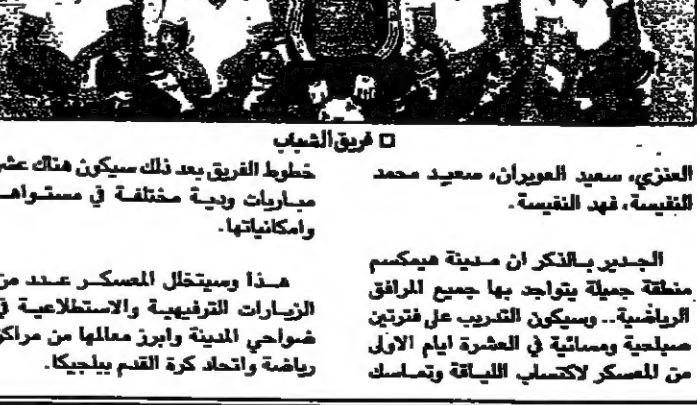 □ فريق الشباب
العنزي، سعيد العويران، سعيد محمد
النفيسة، فهد النفيسة.
الجدير بالذكر ان مدينة هيمكسم
منطقة جميلة يتواجد بها جميع المرافق
الرياضية.. وسيكون التدريب على فترتين
صباحية ومسائية في العشرة ايام الاولى
من المعسكر لاكتساب اللياقة وتماسك
خطوط الفريق بعد ذلك سيكون هناك عشر
مباريات ودية مختلفة في مستواها
وامكانياتها.
هذا وسيتخلل المعسكر عدد من
الزيارات الترفيهية والاستطلاعية في
ضواحي المدينة وابرز معالمها من مراكز
رياضة واتحاد كرة القدم ببلجيكا.